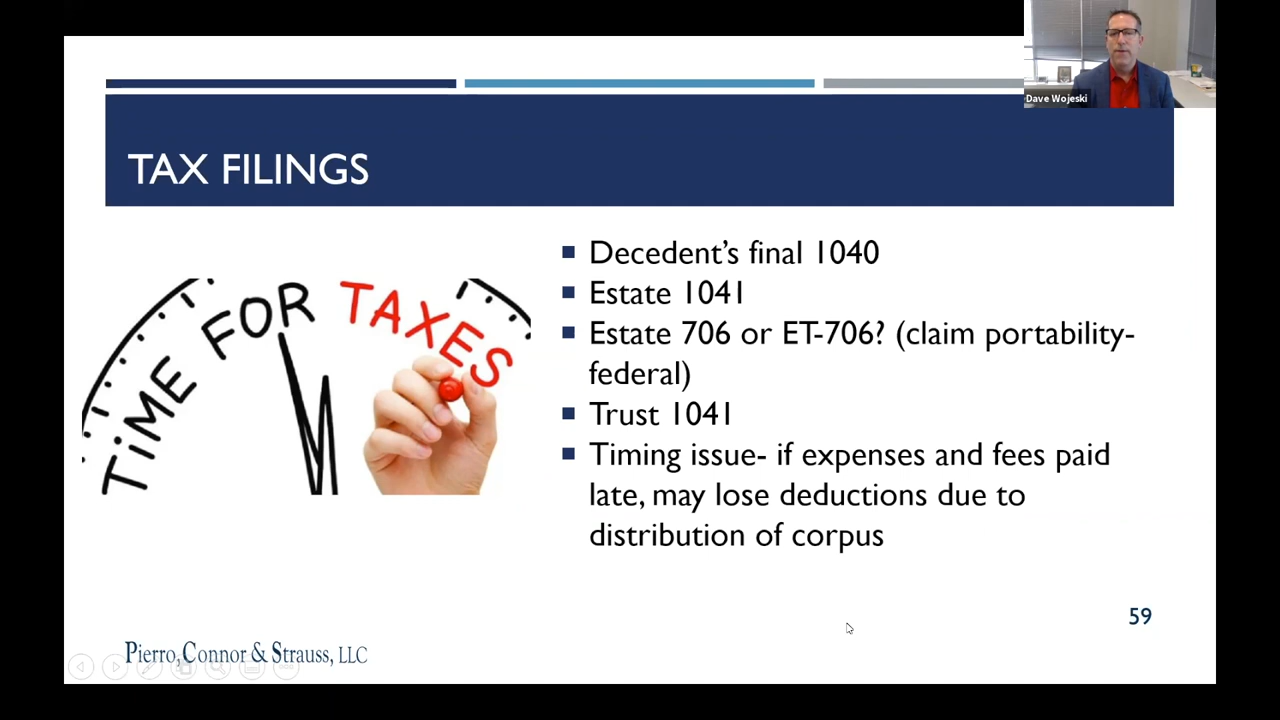 Dave Wojeski
TAX FILINGS
TiME FOR TAXES
Decedent’s final 1040
Estate 1041
Estate 706 or ET-706? (claim portability-
federal)
Trust 1041
Timing issue- if expenses and fees paid
late, may lose deductions due to
distribution of corpus
59
Pierro, Connor & Strauss, LLC